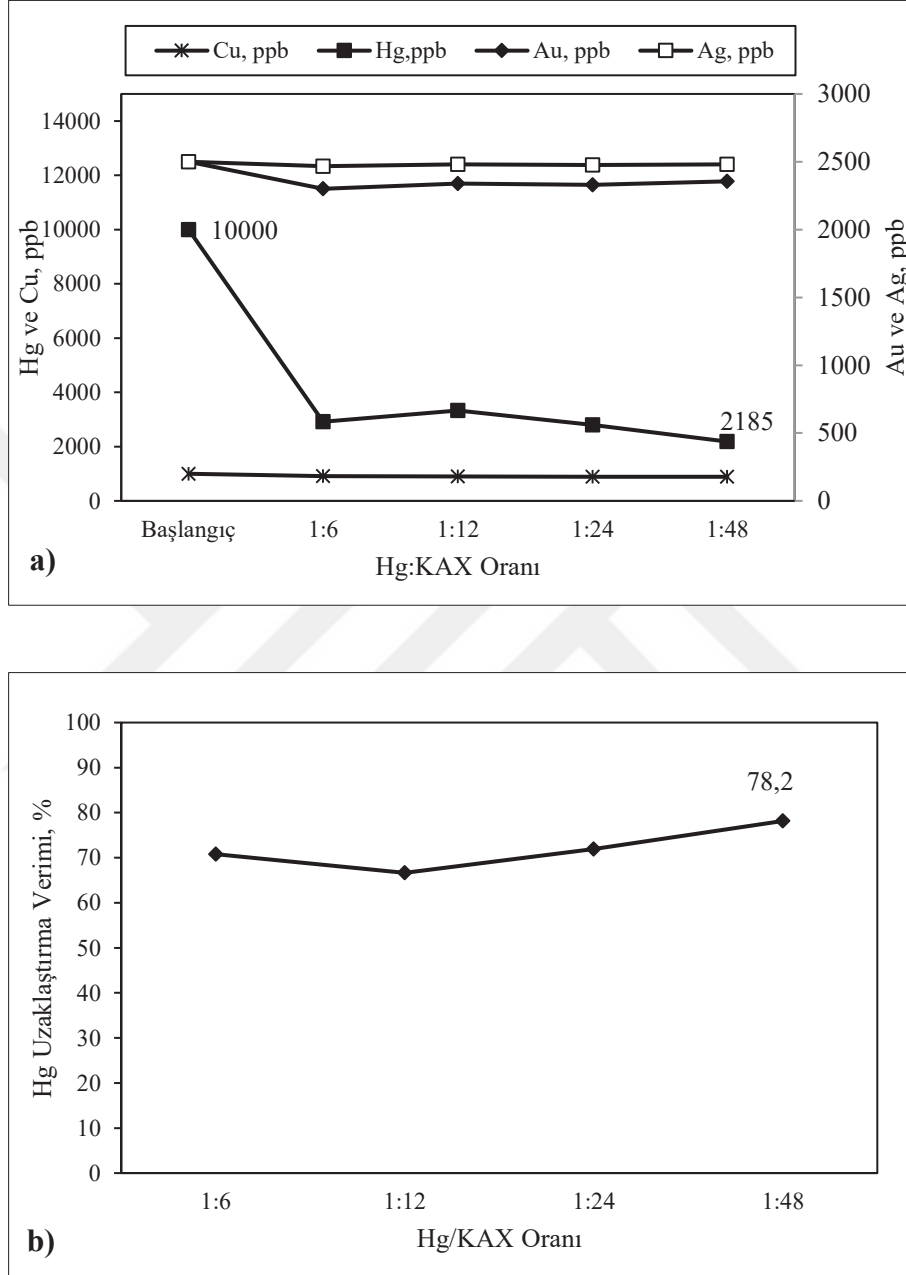 Cu, ppb Hg,ppb Au, ppb Ag, ppb
Hg ve Cu, ppb
14000
12000
10000
8000
6000
4000
2000
0
10000
2185
3000
2500
2000
1500
1000
500
0
Au ve Ag, ppb
Başlangıç 1:6 1:12 1:24 1:48
Hg:KAX Oranı
a)
Hg Uzaklaştırma Verimi, %
100
90
80
70
60
50
40
30
20
10
0
78,2
1:6 1:12 1:24 1:48
Hg/KAX Oranı
b)